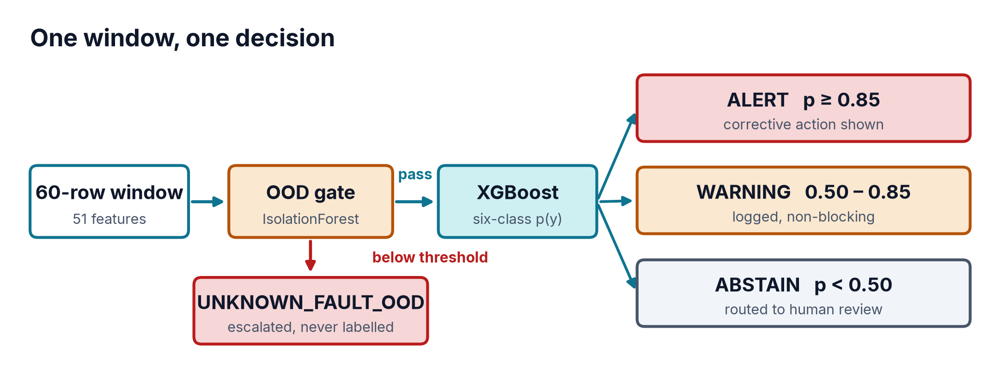 One window, one decision
60-row window
51 features
OOD gate
IsolationForest
pass
XGBoost
six-class p(y)
ALERT p ≥ 0.85
corrective action shown
WARNING 0.50 – 0.85
logged, non-blocking
ABSTAIN p < 0.50
routed to human review
below threshold
UNKNOWN_FAULT_OOD
escalated, never labelled